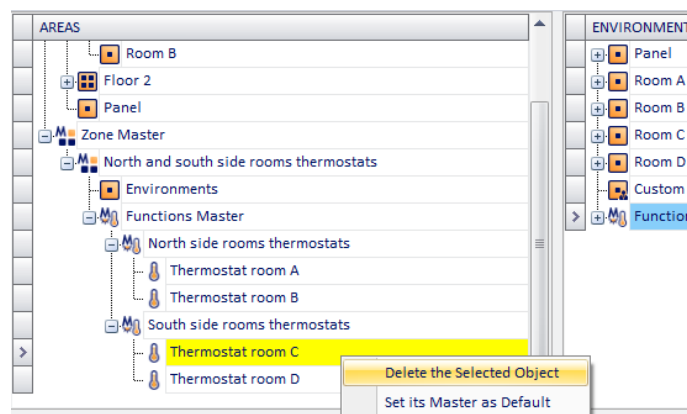 AREAS
Room B
Floor 2
Panel
Zone Master
North and south side rooms thermostats
Environments
Functions Master
North side rooms thermostats
Thermostat room A
Thermostat room B
South side rooms thermostats
Thermostat room C
Thermostat room D
Delete the Selected Object
Set its Master as Default
ENVIRONMENT
Panel
Room A
Room B
Room C
Room D
Custom
Function